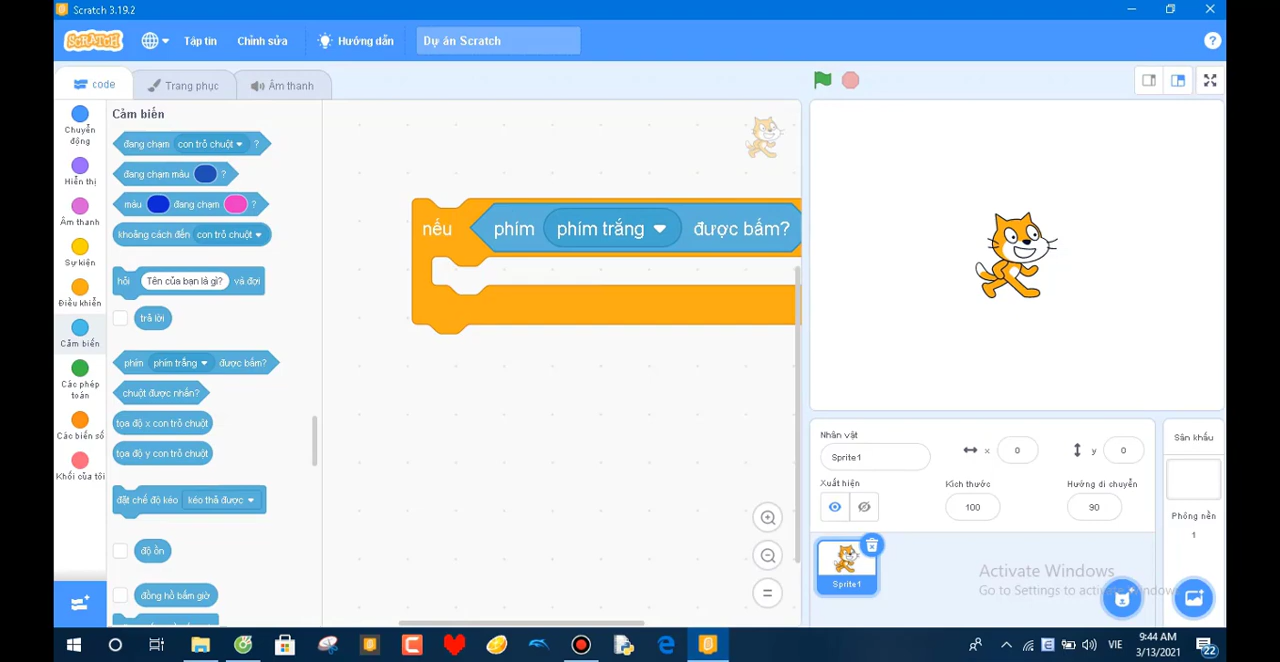 Scratch 3.19.2
SCRATCH
Tập tin
Chỉnh sửa
Hướng dẫn
Dự án Scratch
?
code
Trang phục
Âm thanh
Chuyển động
Hiển thị
Âm thanh
Sự kiện
Điều khiển
Cảm biến
Các phép toán
Các biến số
Khối của tôi
Cảm biến
đang chạm con trỏ chuột ?
đang chạm màu ?
màu đang chạm ?
khoảng cách đến con trỏ chuột
hỏi Tên của bạn là gì? và đợi
trả lời
phím phím trắng được bấm?
chuột được nhấn?
tọa độ x con trỏ chuột
tọa độ y con trỏ chuột
đặt chế độ kéo kéo thả được
độ ồn
đồng hồ bấm giờ
nếu phím phím trắng được bấm?
Nhân vật
Sprite1
x 0
y 0
Xuất hiện
Kích thước
100
Hướng di chuyển
90
Sprite1
Sân khấu
Phông nền
1
Activate Windows
Go to Settings to activate Windows.
VIE
9:44 AM
3/13/2021
22